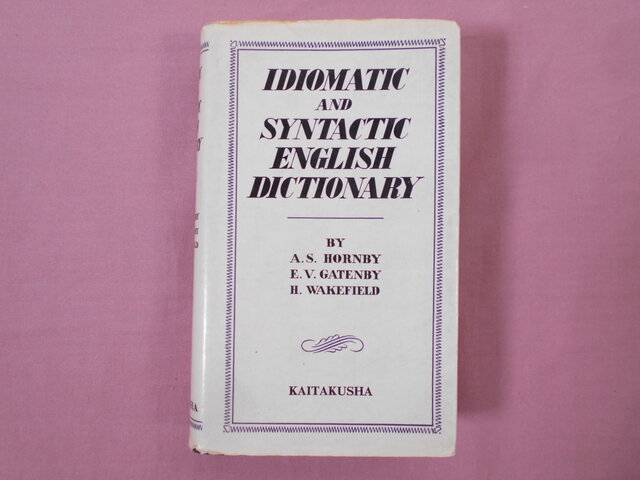 IDIOMATIC
AND
SYNTACTIC
ENGLISH
DICTIONARY
BY
A. S. HORNBY
E. V. GATENBY
H. WAKEFIELD
KAITAKUSHA